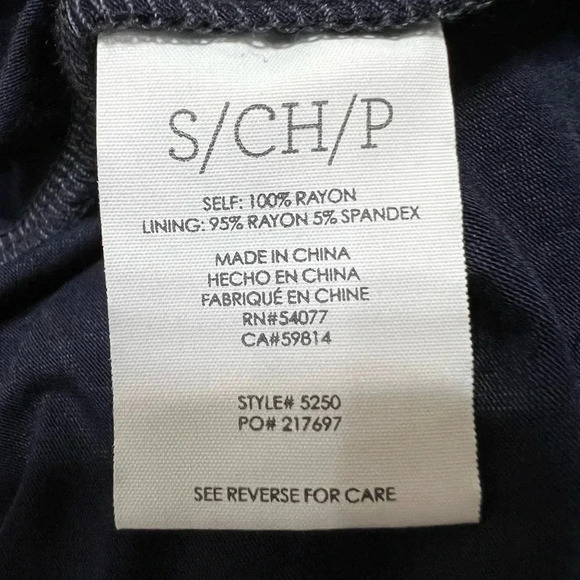 S/CH/P
SELF: 100% RAYON
LINING: 95% RAYON 5% SPANDEX
MADE IN CHINA
HECHO EN CHINA
FABRIQUÉ EN CHINE
RN#54077
CA#59814
STYLE# 5250
PO# 217697
SEE REVERSE FOR CARE